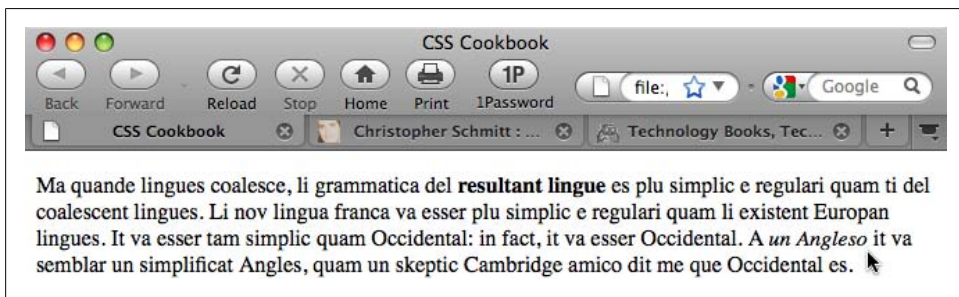 CSS Cookbook
1P
file:, Google
Back Forward Reload Stop Home Print 1Password
CSS Cookbook Christopher Schmitt : ... Technology Books, Tec... +
Ma quande lingues coalesce, li grammatica del resultant lingue es plu simplic e regulari quam ti del
coalescent lingues. Li nov lingua franca va esser plu simplic e regulari quam li existent Europan
lingues. It va esser tam simplic quam Occidental: in fact, it va esser Occidental. A un Angleso it va
semblar un simplificat Angles, quam un skeptic Cambridge amico dit me que Occidental es.